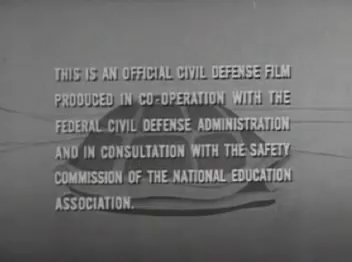 THIS IS AN OFFICIAL CIVIL DEFENSE FILM
PRODUCED IN CO-OPERATION WITH THE
FEDERAL CIVIL DEFENSE ADMINISTRATION
AND IN CONSULTATION WITH THE SAFETY
COMMISSION OF THE NATIONAL EDUCATION
ASSOCIATION.